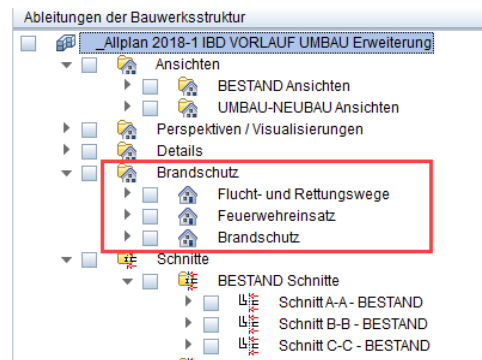 Ableitungen der Bauwerksstruktur
_Allplan 2018-1 IBD VORLAUF UMBAU Erweiterung
Ansichten
BESTAND Ansichten
UMBAU-NEUBAU Ansichten
Perspektiven / Visualisierungen
Details
Brandschutz
Flucht- und Rettungswege
Feuerwehreinsatz
Brandschutz
Schnitte
BESTAND Schnitte
Schnitt A-A - BESTAND
Schnitt B-B - BESTAND
Schnitt C-C - BESTAND